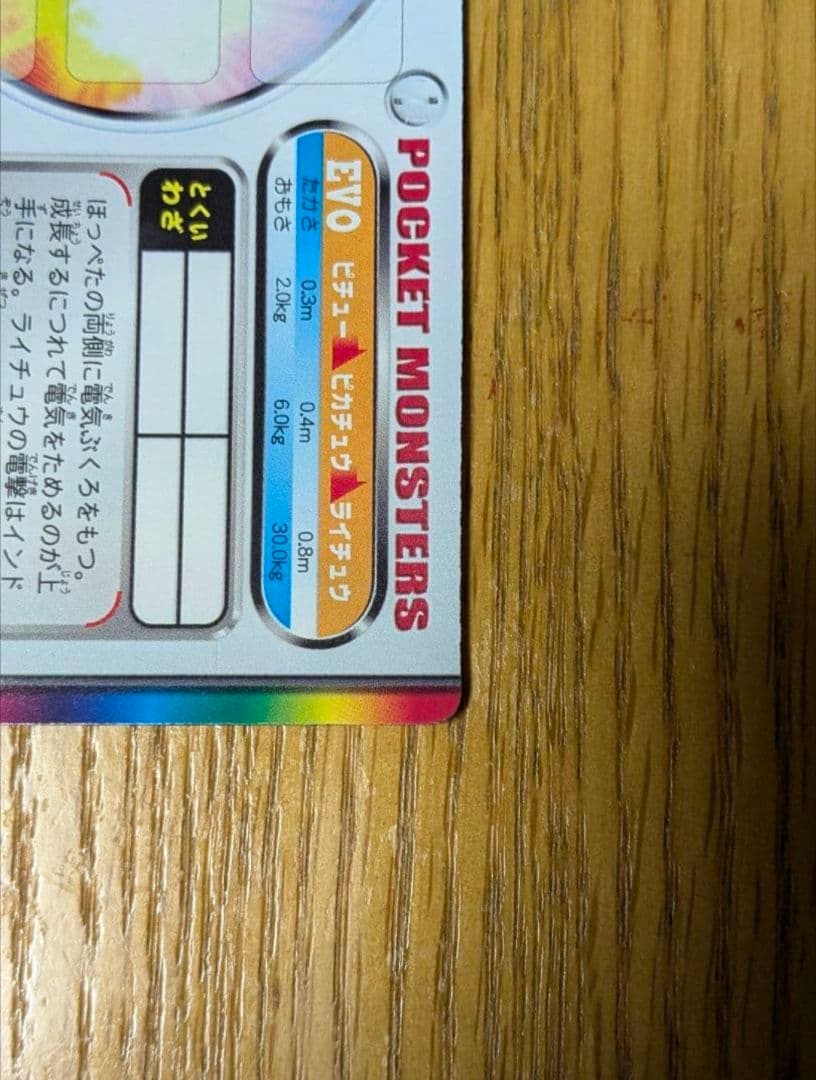 POCKET MONSTERS
EVO ピチュー ピカチュウ ライチュウ
たかさ 0.3m 0.4m 0.8m
おもさ 2.0kg 6.0kg 30.0kg
とくい
わざ
ほっぺたの両側に電気ぶくろをもつ。
成長するにつれて電気をためるのが上
手になる。ライチュウの電撃はインド